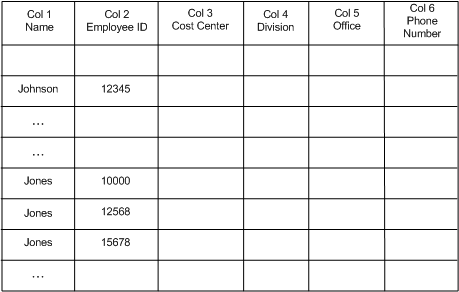 Col 1 Col 2 Col 3 Col 4 Col 5 Col 6
Name Employee ID Cost Center Division Office Phone
Number
Johnson 12345
...
...
Jones 10000
Jones 12568
Jones 15678
...